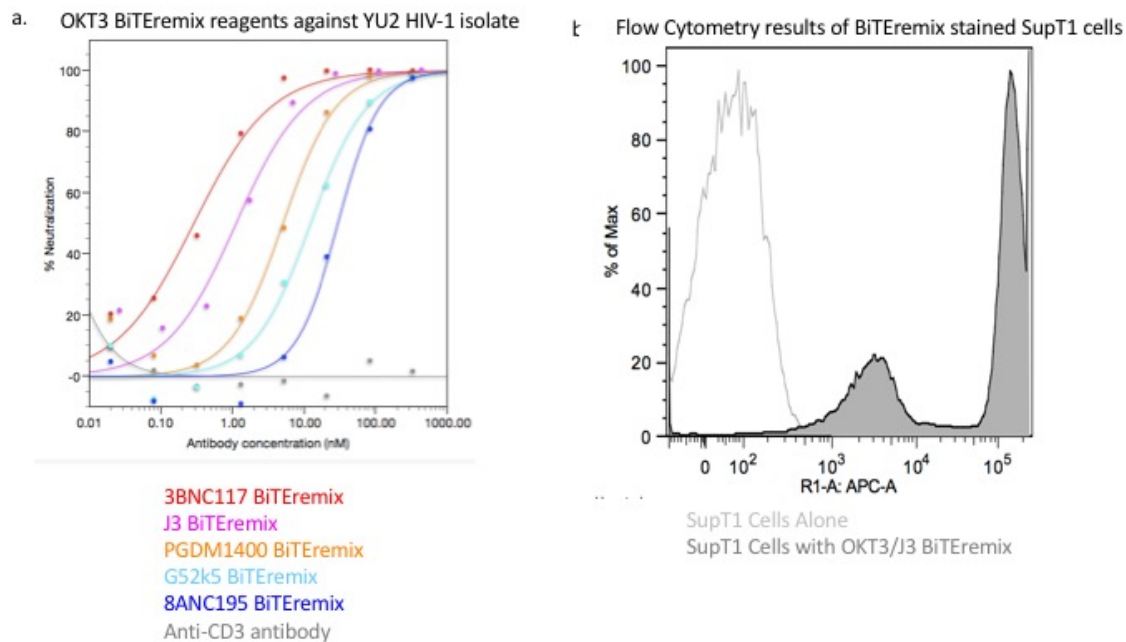 a.
OKT3 BiTEremix reagents against YU2 HIV-1 isolate
100
80
60
40
20
-0
% Neutralization
0.01 0.10 1.00 10.00 100.00 1000.00
Antibody concentration (nM)
3BNC117 BiTEremix
J3 BiTEremix
PGDM1400 BiTEremix
G52k5 BiTEremix
8ANC195 BiTEremix
Anti-CD3 antibody
Flow Cytometry results of BiTEremix stained SupT1 cells
100
80
60
40
20
0
% of Max
0 10² 10³ 10⁴ 10⁵
R1-A: APC-A
SupT1 Cells Alone
SupT1 Cells with OKT3/J3 BiTEremix